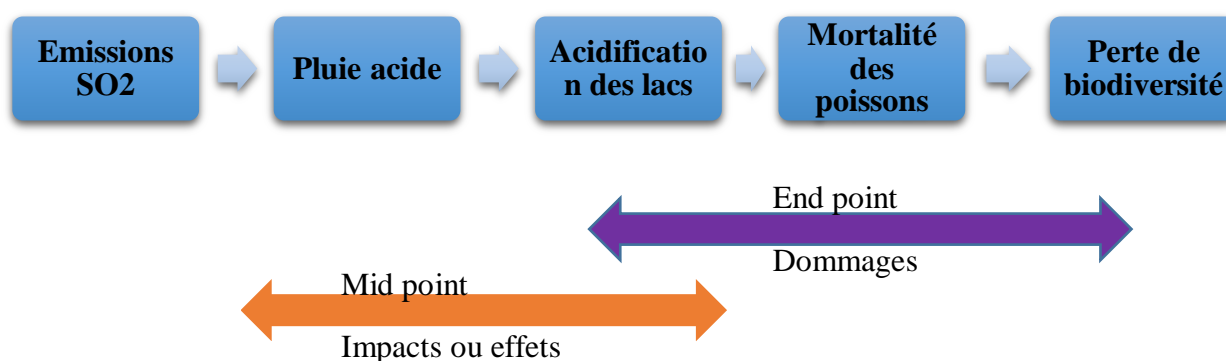 Emissions
SO2
Pluie acide
Acidificatio
n des lacs
Mortalité
des
poissons
Perte de
biodiversité
End point
Dommages
Mid point
Impacts ou effets